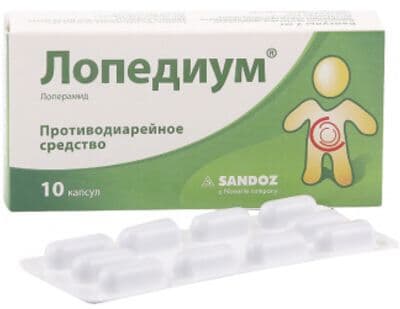 Лопедиум®
Лоперамид
Противодиарейное
средство
10 капсул
SANDOZ
a Novartis company